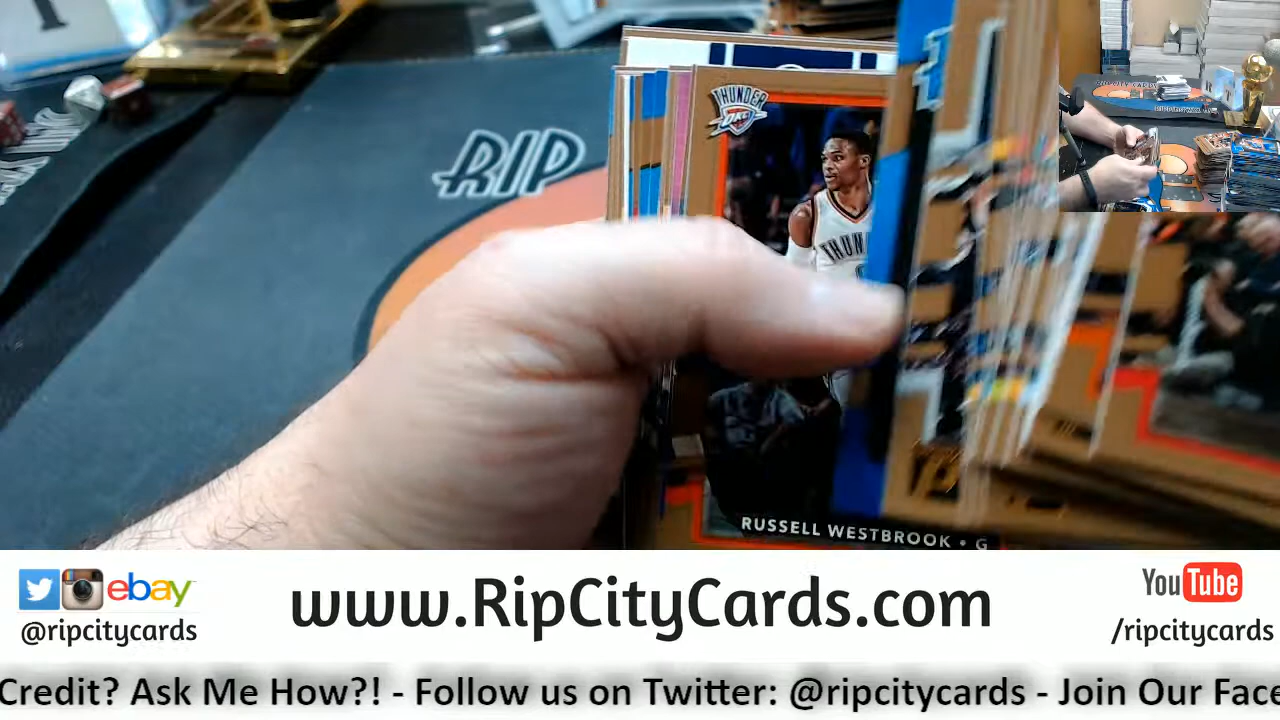 RIP
THUNDER
OKC
THUN
RUSSELL WESTBROOK • G
ebay
@ripcitycards
www.RipCityCards.com
YouTube
/ripcitycards
Credit? Ask Me How?! - Follow us on Twitter: @ripcitycards - Join Our Face